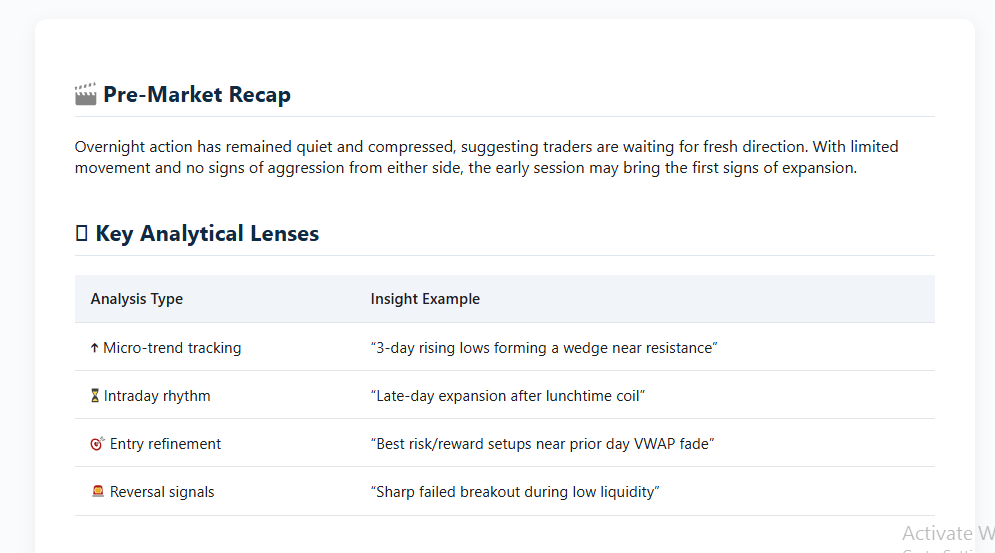 Pre-Market Recap
Overnight action has remained quiet and compressed, suggesting traders are waiting for fresh direction. With limited
movement and no signs of aggression from either side, the early session may bring the first signs of expansion.
Key Analytical Lenses
Analysis Type Insight Example
↑ Micro-trend tracking “3-day rising lows forming a wedge near resistance”
Intraday rhythm “Late-day expansion after lunchtime coil”
Entry refinement “Best risk/reward setups near prior day VWAP fade”
Reversal signals “Sharp failed breakout during low liquidity”
Activate W